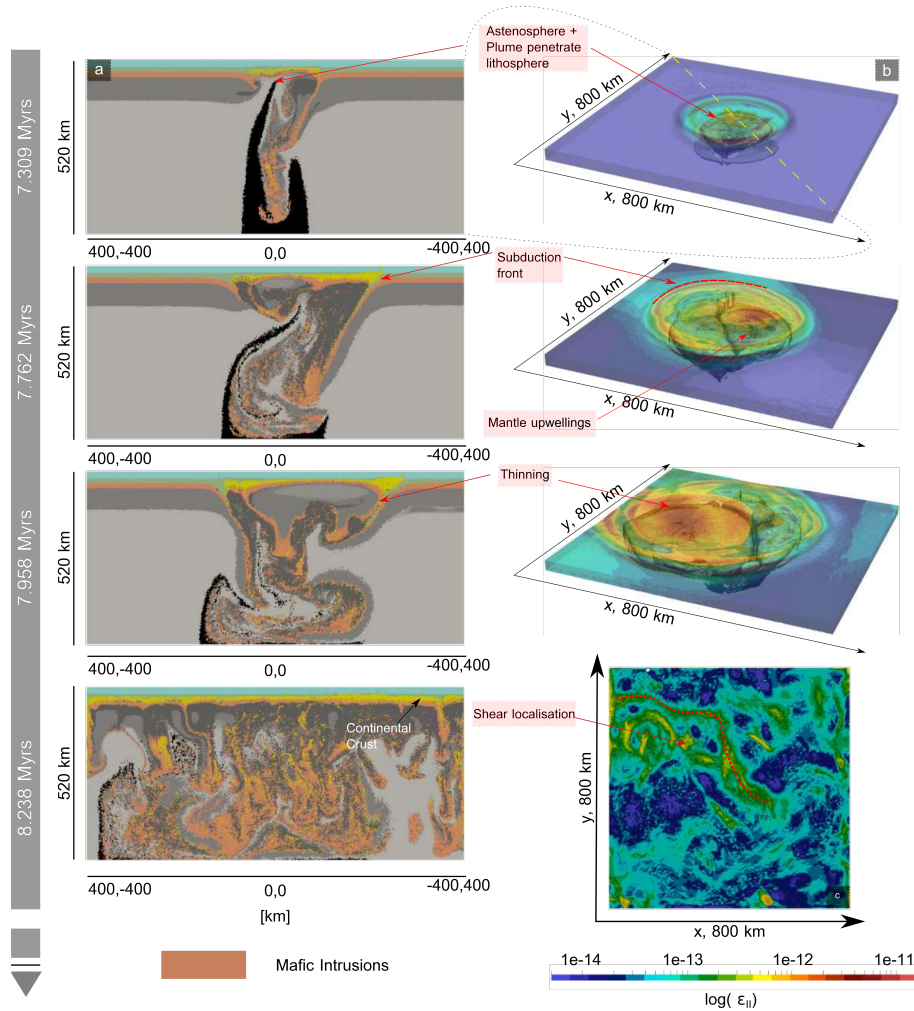 a
Astenosphere +
Plume penetrate
lithosphere
b
7.309 Myrs
520 km
y, 800 km
x, 800 km
400,-400
0,0
-400,400
Subduction
front
7.762 Myrs
520 km
y, 800 km
x, 800 km
Mantle upwellings
400,-400
0,0
-400,400
Thinning
7.958 Myrs
520 km
y, 800 km
x, 800 km
400,-400
0,0
-400,400
8.238 Myrs
520 km
Continental
Crust
Shear localisation
y, 800 km
c
x, 800 km
400,-400
0,0
-400,400
[km]
Mafic Intrusions
1e-14
1e-13
1e-12
1e-11
log( εII)